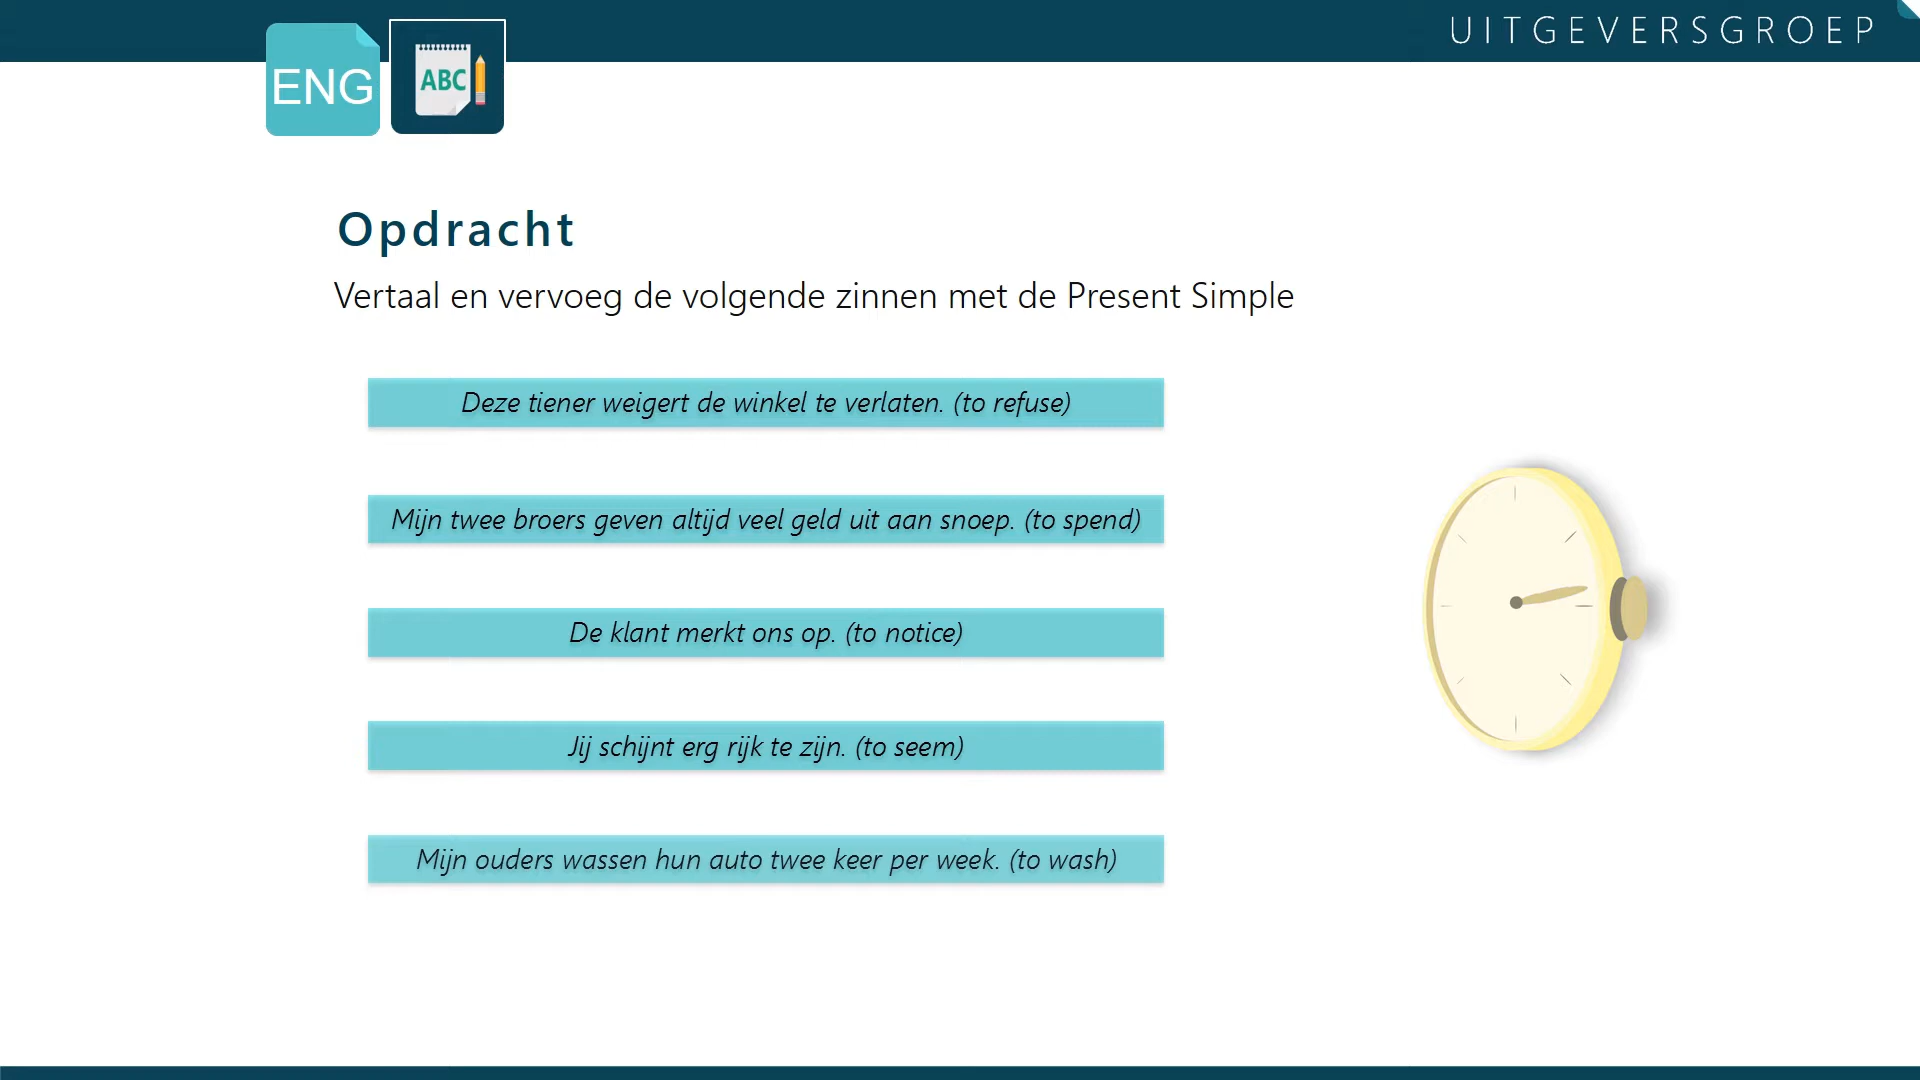 UITGEVERSGROEP
ENG
ABC
Opdracht
Vertaal en vervoeg de volgende zinnen met de Present Simple
Deze tiener weigert de winkel te verlaten. (to refuse)
Mijn twee broers geven altijd veel geld uit aan snoep. (to spend)
De klant merkt ons op. (to notice)
Jij schijnt erg rijk te zijn. (to seem)
Mijn ouders wassen hun auto twee keer per week. (to wash)